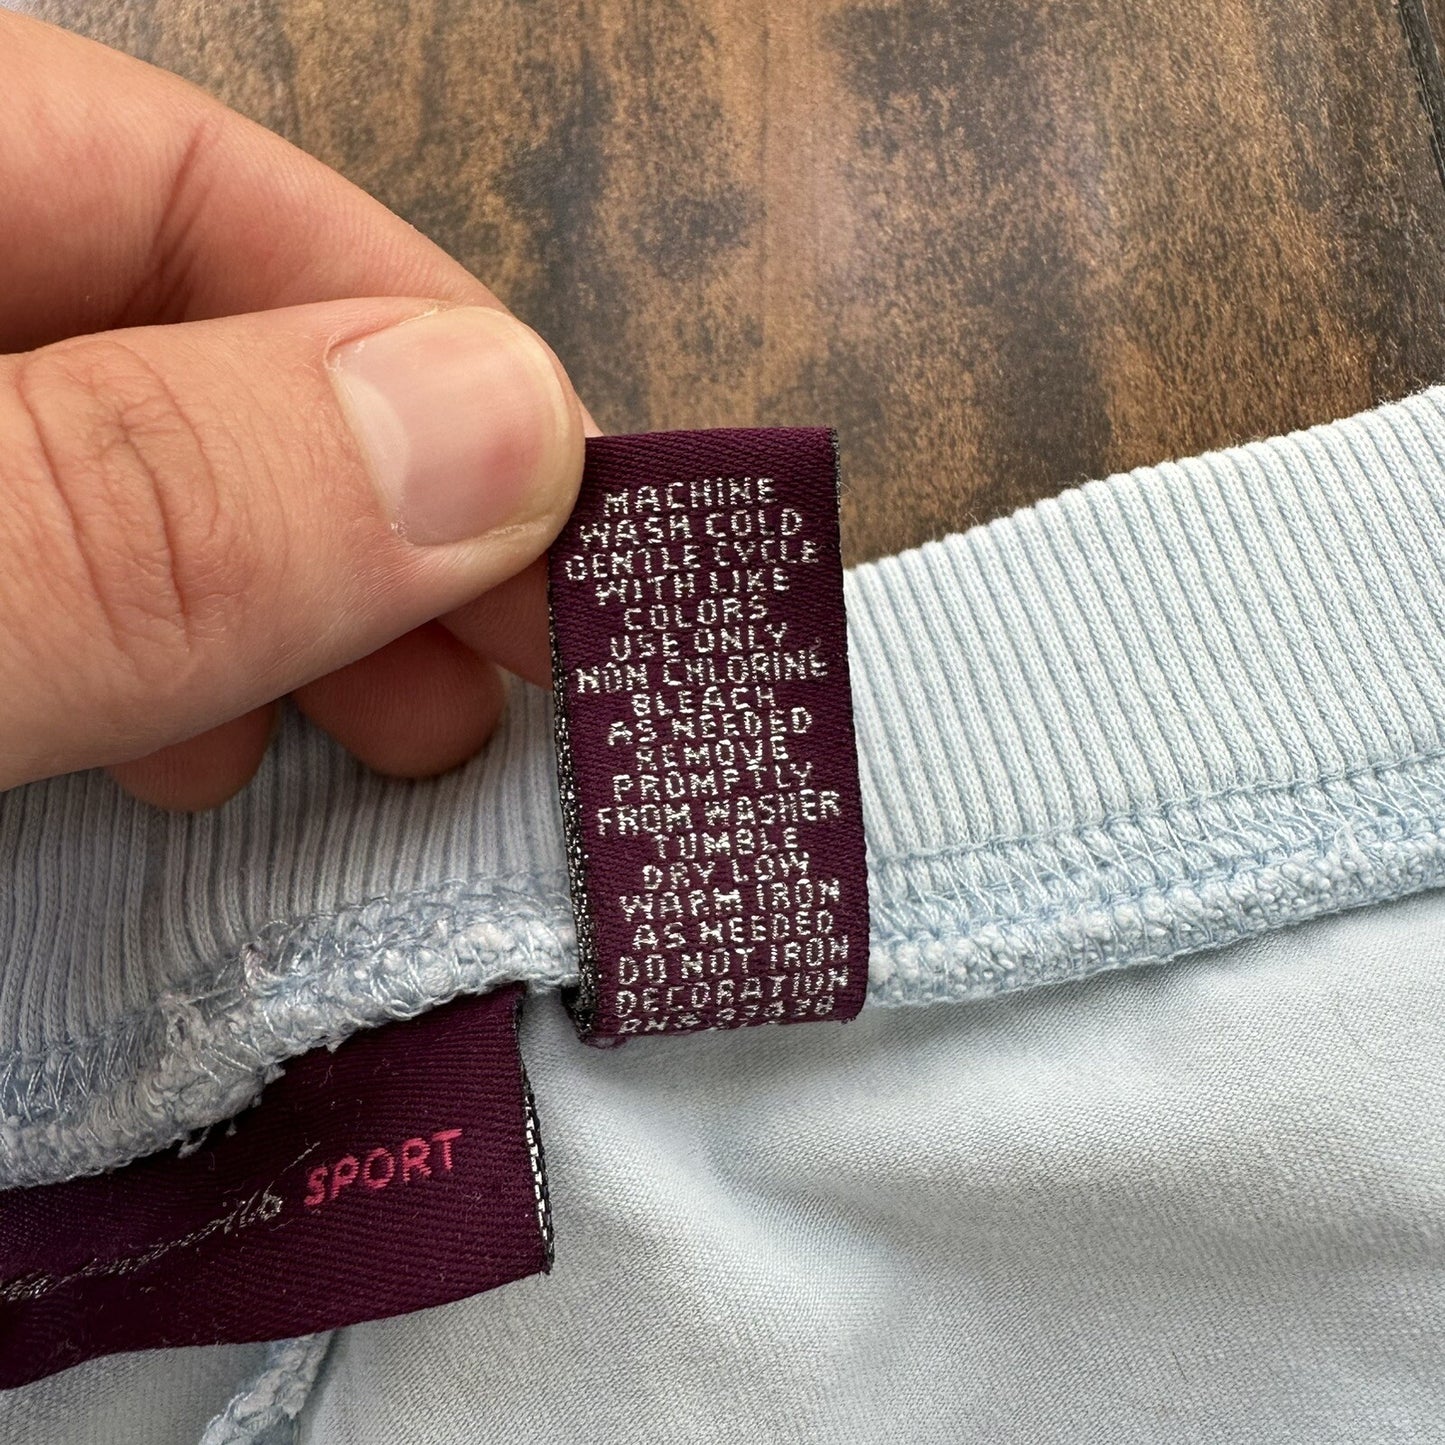 MACHINE
WASH COLD
GENTLE CYCLE
WITH LIKE
COLORS
USE ONLY
NON CHLORINE
BLEACH
AS NEEDED
REMOVE
PROMPTLY
FROM WASHER
TUMBLE
DRY LOW
WARM IRON
AS NEEDED
DO NOT IRON
DECORATION
SPORT